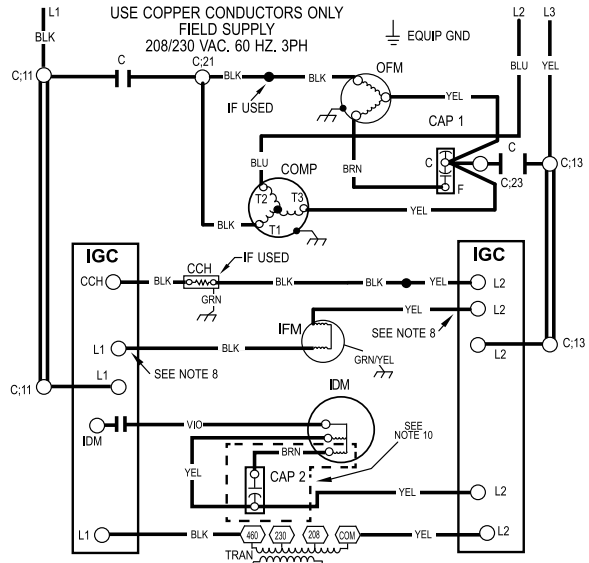 L1
USE COPPER CONDUCTORS ONLY
FIELD SUPPLY
208/230 VAC. 60 HZ. 3PH
L2
L3
BLK
EQUIP GND
C;11
C
C;21
BLK
BLK
OFM
BLU
YEL
IF USED
YEL
CAP 1
BLU
COMP
BRN
C
C
C;13
T2
T3
F
C;23
T1
BLK
YEL
IGC
IF USED
IGC
CCH
BLK
CCH
BLK
BLK
YEL
L2
GRN
YEL
L2
IFM
SEE NOTE 8
L1
BLK
L2
C;13
SEE NOTE 8
GRN/YEL
C;11
L1
IDM
IDM
VIO
SEE
NOTE 10
BRN
YEL
CAP 2
YEL
L2
L1
BLK
460
230
208
COM
YEL
L2
TRAN